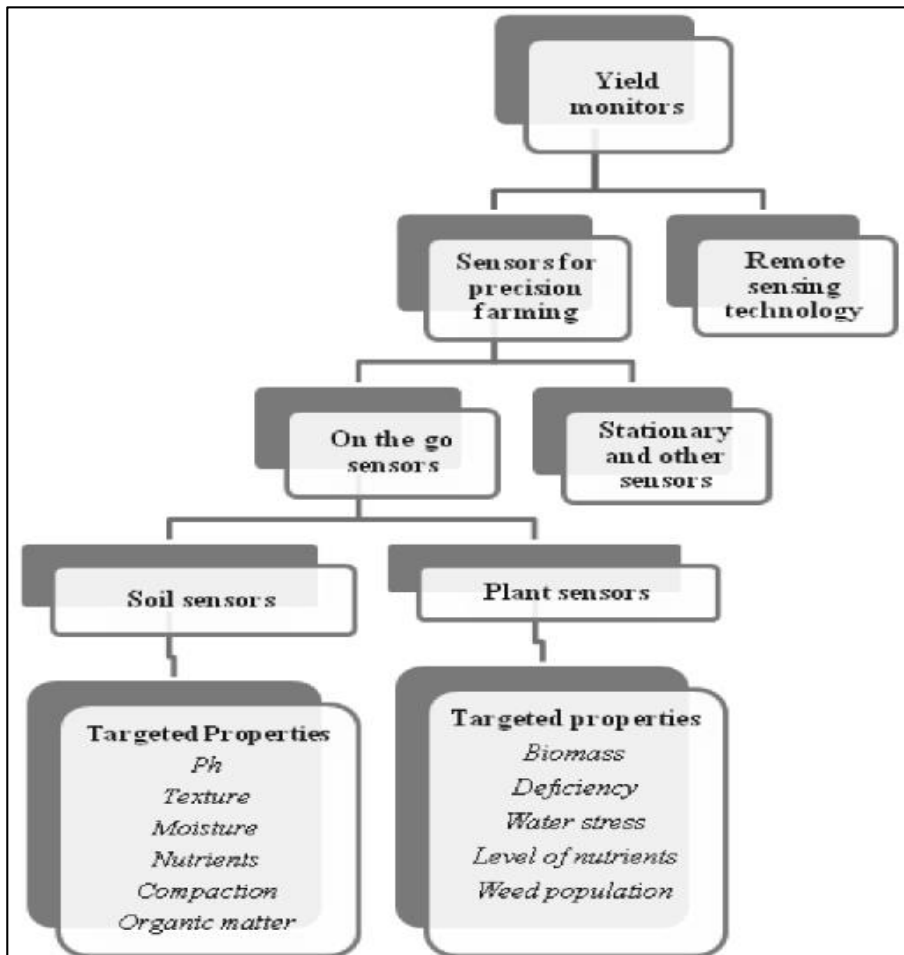 Yield
monitors
Sensors for
precision
farming
Remote
sensing
technology
On the go
sensors
Stationary
and other
sensors
Soil sensors
Plant sensors
Targeted Properties
Ph
Texture
Moisture
Nutrients
Compaction
Organic matter
Targeted properties
Biomass
Deficiency
Water stress
Level of nutrients
Weed population